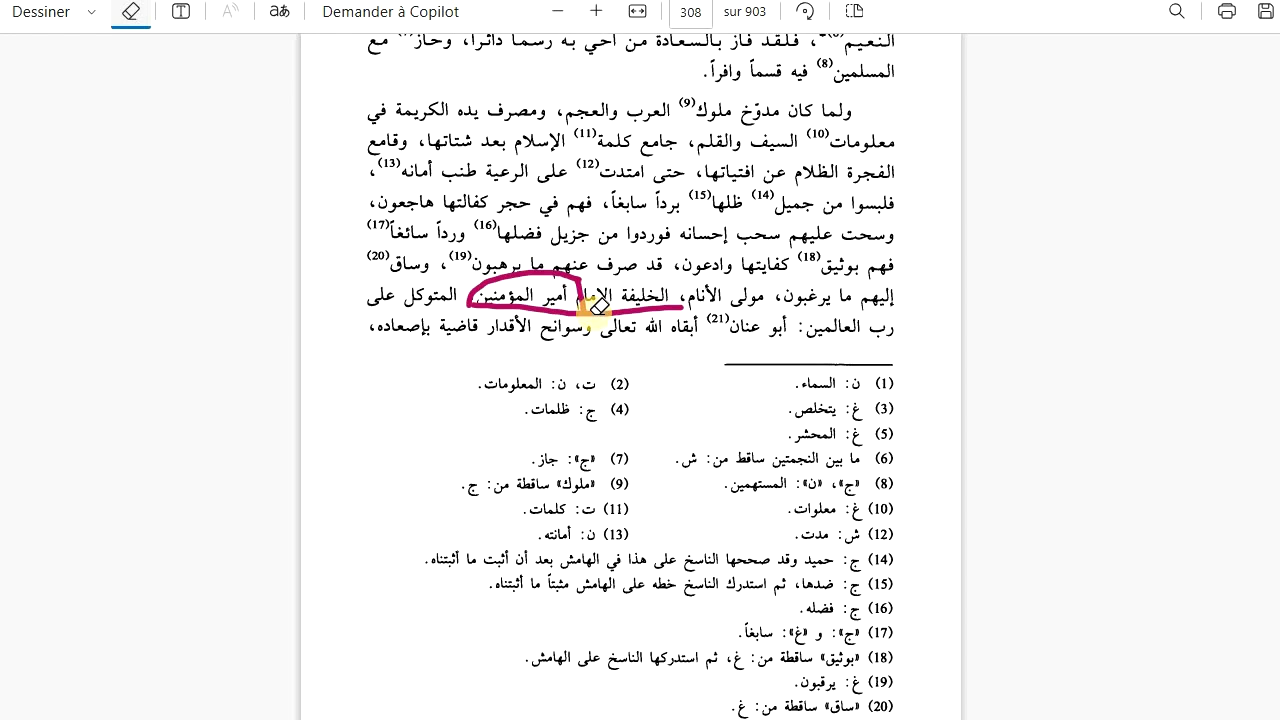 Dessiner
Demander à Copilot
308 sur 903
النعيم، فلقد فاز بالسعادة من أحي به رسماً داثرا، وحاز مع
المسلمين(8) فيه قسماً وافراً.
ولما كان مدوّخ ملوك(9) العرب والعجم، ومصرف يده الكريمة في
معلومات(10) السيف والقلم، جامع كلمة(11) الإسلام بعد شتاتها، وقامع
الفجرة الظلام عن افتياتها، حتى امتدت(12) على الرعية طنب أمانه(13)،
فلبسوا من جميل(14) ظلها(15) برداً سابغاً، فهم في حجر كفالتها هاجعون،
وسحت عليهم سحب إحسانه فوردوا من جزيل فضلها(16) ورداً سائغاً(17)
فهم بوثيق(18) كفايتها وادعون، قد صرف عنهم ما يرهبون(19)، وساق(20)
إليهم ما يرغبون، مولى الأنام، الخليفة الإمام أمير المؤمنين المتوكل على
رب العالمين: أبو عنان(21) أبقاه الله تعالى وسوانح الأقدار قاضية بإصعاده،
(1) ن: السماء. (2) ت، ن: المعلومات.
(3) غ: يتخلص. (4) ج: ظلمات.
(5) غ: المحشر.
(6) ما بين النجمتين ساقط من: ش. (7) «ج»: جاز.
(8) «ج»، «ن»: المستهمين. (9) «ملوك» ساقطة من: ج.
(10) غ: معلوات. (11) ت: كلمات.
(12) ش: مدت. (13) ن: أمانته.
(14) ج: حميد وقد صححها الناسخ على هذا في الهامش بعد أن أثبت ما أثبتناه.
(15) ج: ضدها، ثم استدرك الناسخ خطه على الهامش مثبتاً ما أثبتناه.
(16) ج: فضله.
(17) «ج»: و «غ»: سابغاً.
(18) «بوثيق» ساقطة من: غ، ثم استدركها الناسخ على الهامش.
(19) غ: يرقبون.
(20) «ساق» ساقطة من: غ.